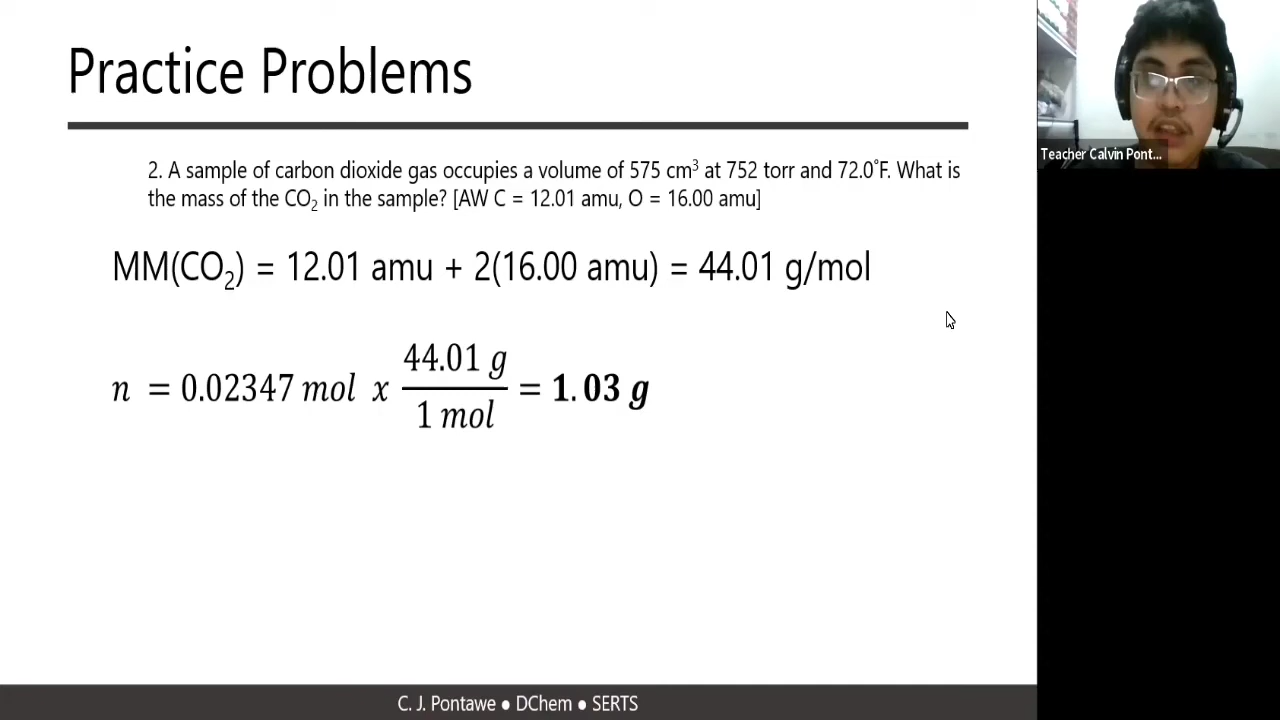 Practice Problems
2. A sample of carbon dioxide gas occupies a volume of 575 cm³ at 752 torr and 72.0°F. What is
the mass of the CO₂ in the sample? [AW C = 12.01 amu, O = 16.00 amu]
MM(CO₂) = 12.01 amu + 2(16.00 amu) = 44.01 g/mol
n = 0.02347 mol x 44.01 g / 1 mol = 1.03 g
C. J. Pontawe ● DChem ● SERTS
Teacher Calvin Pont...